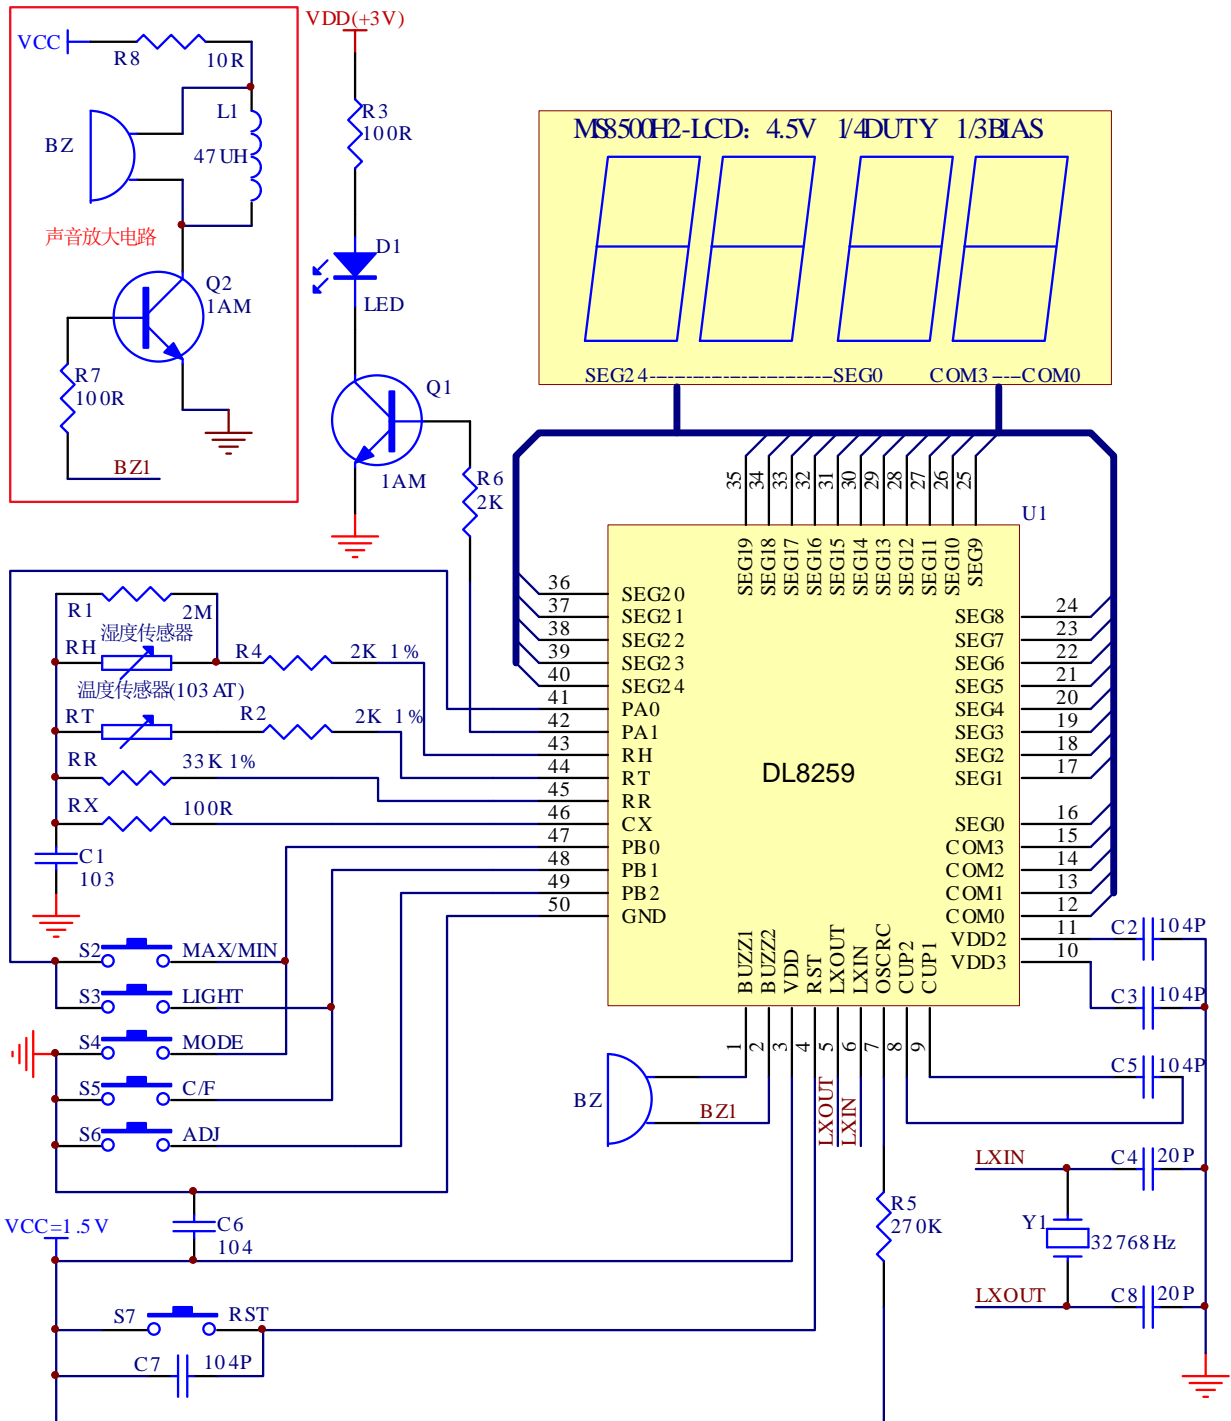 VDD(+3V)
VCC
R8
10R
L1
BZ
47UH
声音放大电路
Q2
1AM
R7
100R
BZ1
R3
100R
D1
LED
Q1
1AM
R6
2K
MS8500H2-LCD: 4.5V 1/4DUTY 1/3BIAS
SEG24---------------------SEG0
COM3----COM0
U1
35
34
33
32
31
30
29
28
27
26
25
SEG19
SEG18
SEG17
SEG16
SEG15
SEG14
SEG13
SEG12
SEG11
SEG10
SEG9
36 SEG20
37 SEG21
38 SEG22
39 SEG23
40 SEG24
41 PA0
42 PA1
43 RH
44 RT
45 RR
46 CX
47 PB0
48 PB1
49 PB2
50 GND
DL8259
SEG8 24
SEG7 23
SEG6 22
SEG5 21
SEG4 20
SEG3 19
SEG2 18
SEG1 17
SEG0 16
COM3 15
COM2 14
COM1 13
COM0 12
VDD2 11
VDD3 10
BUZZ1
BUZZ2
VDD
RST
LXOUT
LXIN
OSCRC
CUP2
CUP1
1
2
3
4
5
6
7
8
9
R1
2M
湿度传感器
RH
R4
2K 1%
温度传感器(103AT)
RT
R2
2K 1%
RR
33K 1%
RX
100R
C1
103
S2
MAX/MIN
S3
LIGHT
S4
MODE
S5
C/F
S6
ADJ
C6
104
VCC=1.5V
S7
RST
C7
104P
BZ
BZ1
LXOUT
LXIN
R5
270K
C2
104P
C3
104P
C5
104P
LXIN
C4
20P
Y1
32768Hz
LXOUT
C8
20P